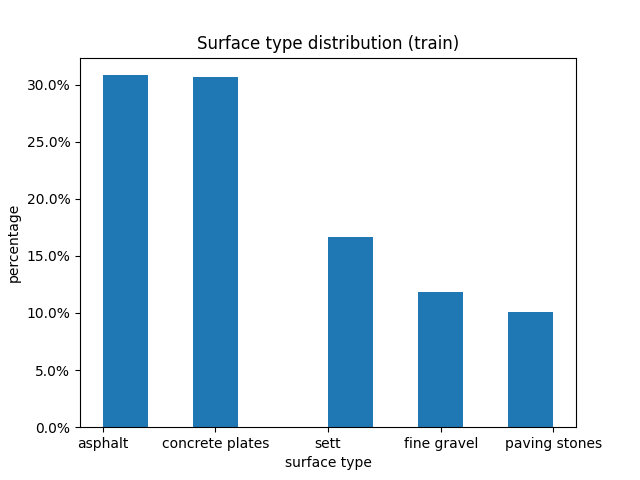 Surface type distribution (train)
30.0%
25.0%
20.0%
15.0%
10.0%
5.0%
0.0%
percentage
asphalt concrete plates sett fine gravel paving stones
surface type